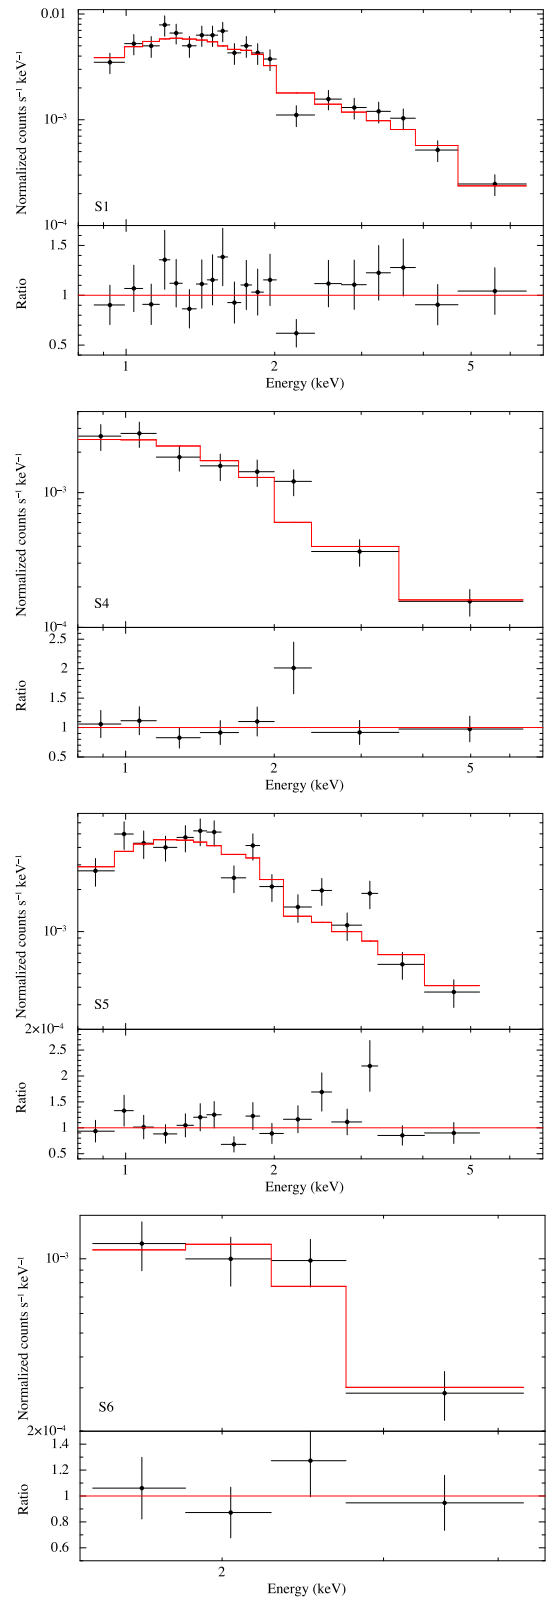 0.01
10⁻³
10⁻⁴
Normalized counts s⁻¹ keV⁻¹
S1
1.5
1
0.5
Ratio
1 2 5
Energy (keV)
10⁻³
10⁻⁴
Normalized counts s⁻¹ keV⁻¹
S4
2.5
2
1.5
1
0.5
Ratio
1 2 5
Energy (keV)
10⁻³
2×10⁻⁴
Normalized counts s⁻¹ keV⁻¹
S5
2.5
2
1.5
1
0.5
Ratio
1 2 5
Energy (keV)
10⁻³
2×10⁻⁴
Normalized counts s⁻¹ keV⁻¹
S6
1.4
1.2
1
0.8
0.6
Ratio
2
Energy (keV)